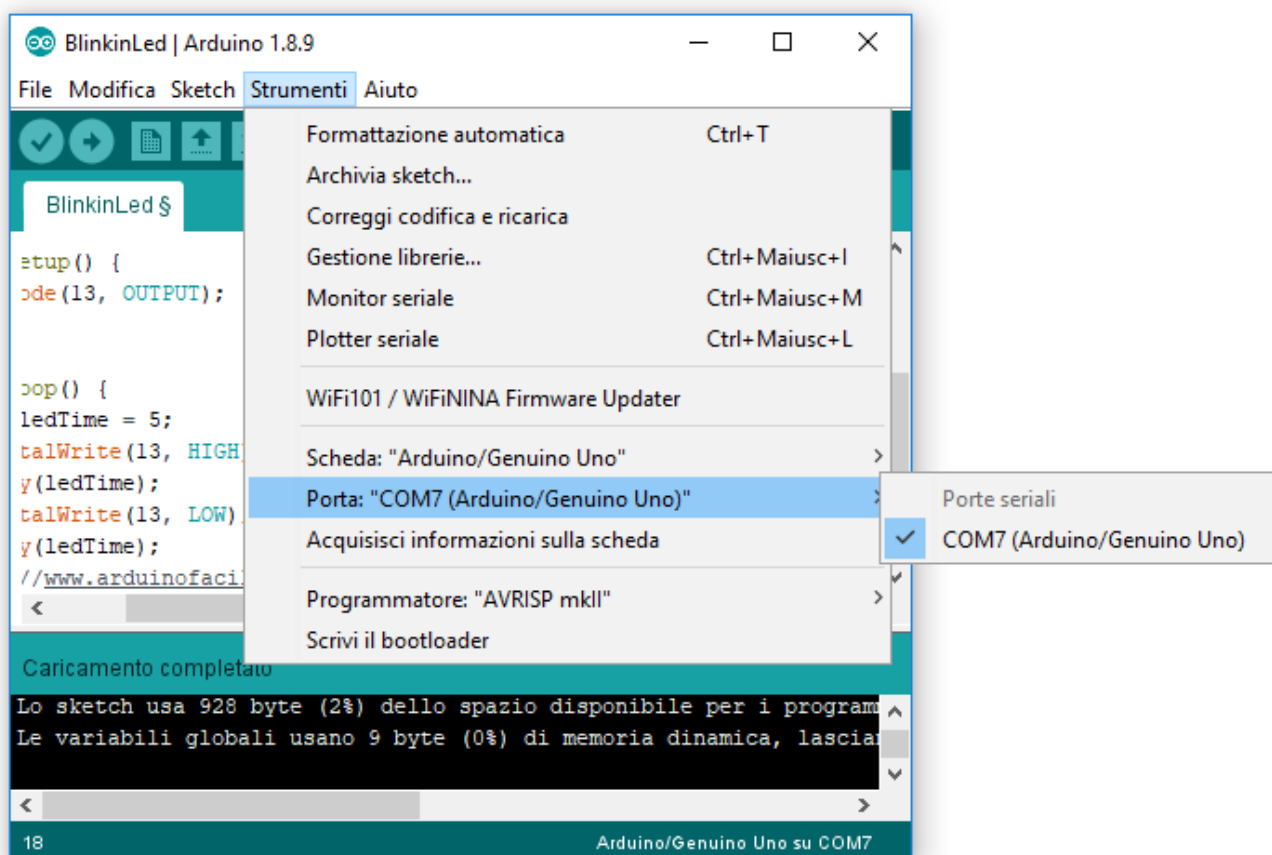 BlinkinLed | Arduino 1.8.9
File Modifica Sketch Strumenti Aiuto
Formattazione automatica Ctrl+T
Archivia sketch...
BlinkinLed §
Correggi codifica e ricarica
etup() {
Gestione librerie... Ctrl+Maiusc+I
ode(13, OUTPUT);
Monitor seriale Ctrl+Maiusc+M
Plotter seriale Ctrl+Maiusc+L
oop() {
WiFi101 / WiFiNINA Firmware Updater
ledTime = 5;
talWrite(13, HIGH
Scheda: "Arduino/Genuino Uno"
y(ledTime);
Porta: "COM7 (Arduino/Genuino Uno)"
Porte seriali
talWrite(13, LOW)
Acquisisci informazioni sulla scheda
COM7 (Arduino/Genuino Uno)
y(ledTime);
//www.arduinofacil
Programmatore: "AVRISP mkII"
Scrivi il bootloader
Caricamento completato
Lo sketch usa 928 byte (2%) dello spazio disponibile per i programm
Le variabili globali usano 9 byte (0%) di memoria dinamica, lascia
18 Arduino/Genuino Uno su COM7